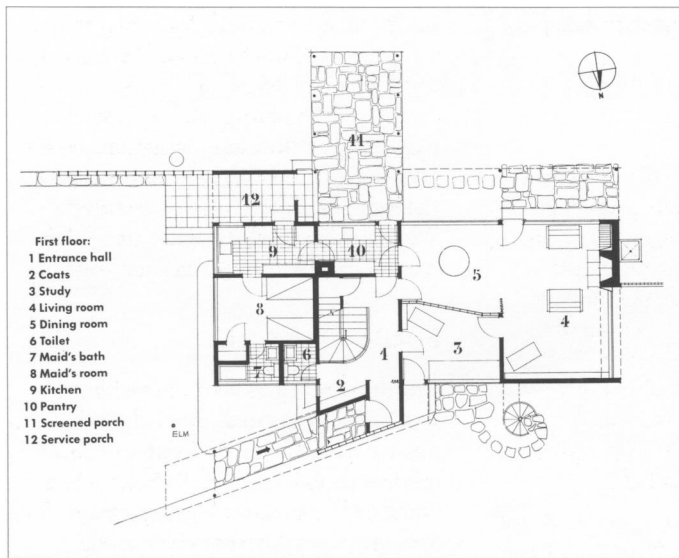 N
11
12
9
10
5
4
8
3
6
7
1
2
ELM
First floor:
1 Entrance hall
2 Coats
3 Study
4 Living room
5 Dining room
6 Toilet
7 Maid's bath
8 Maid's room
9 Kitchen
10 Pantry
11 Screened porch
12 Service porch